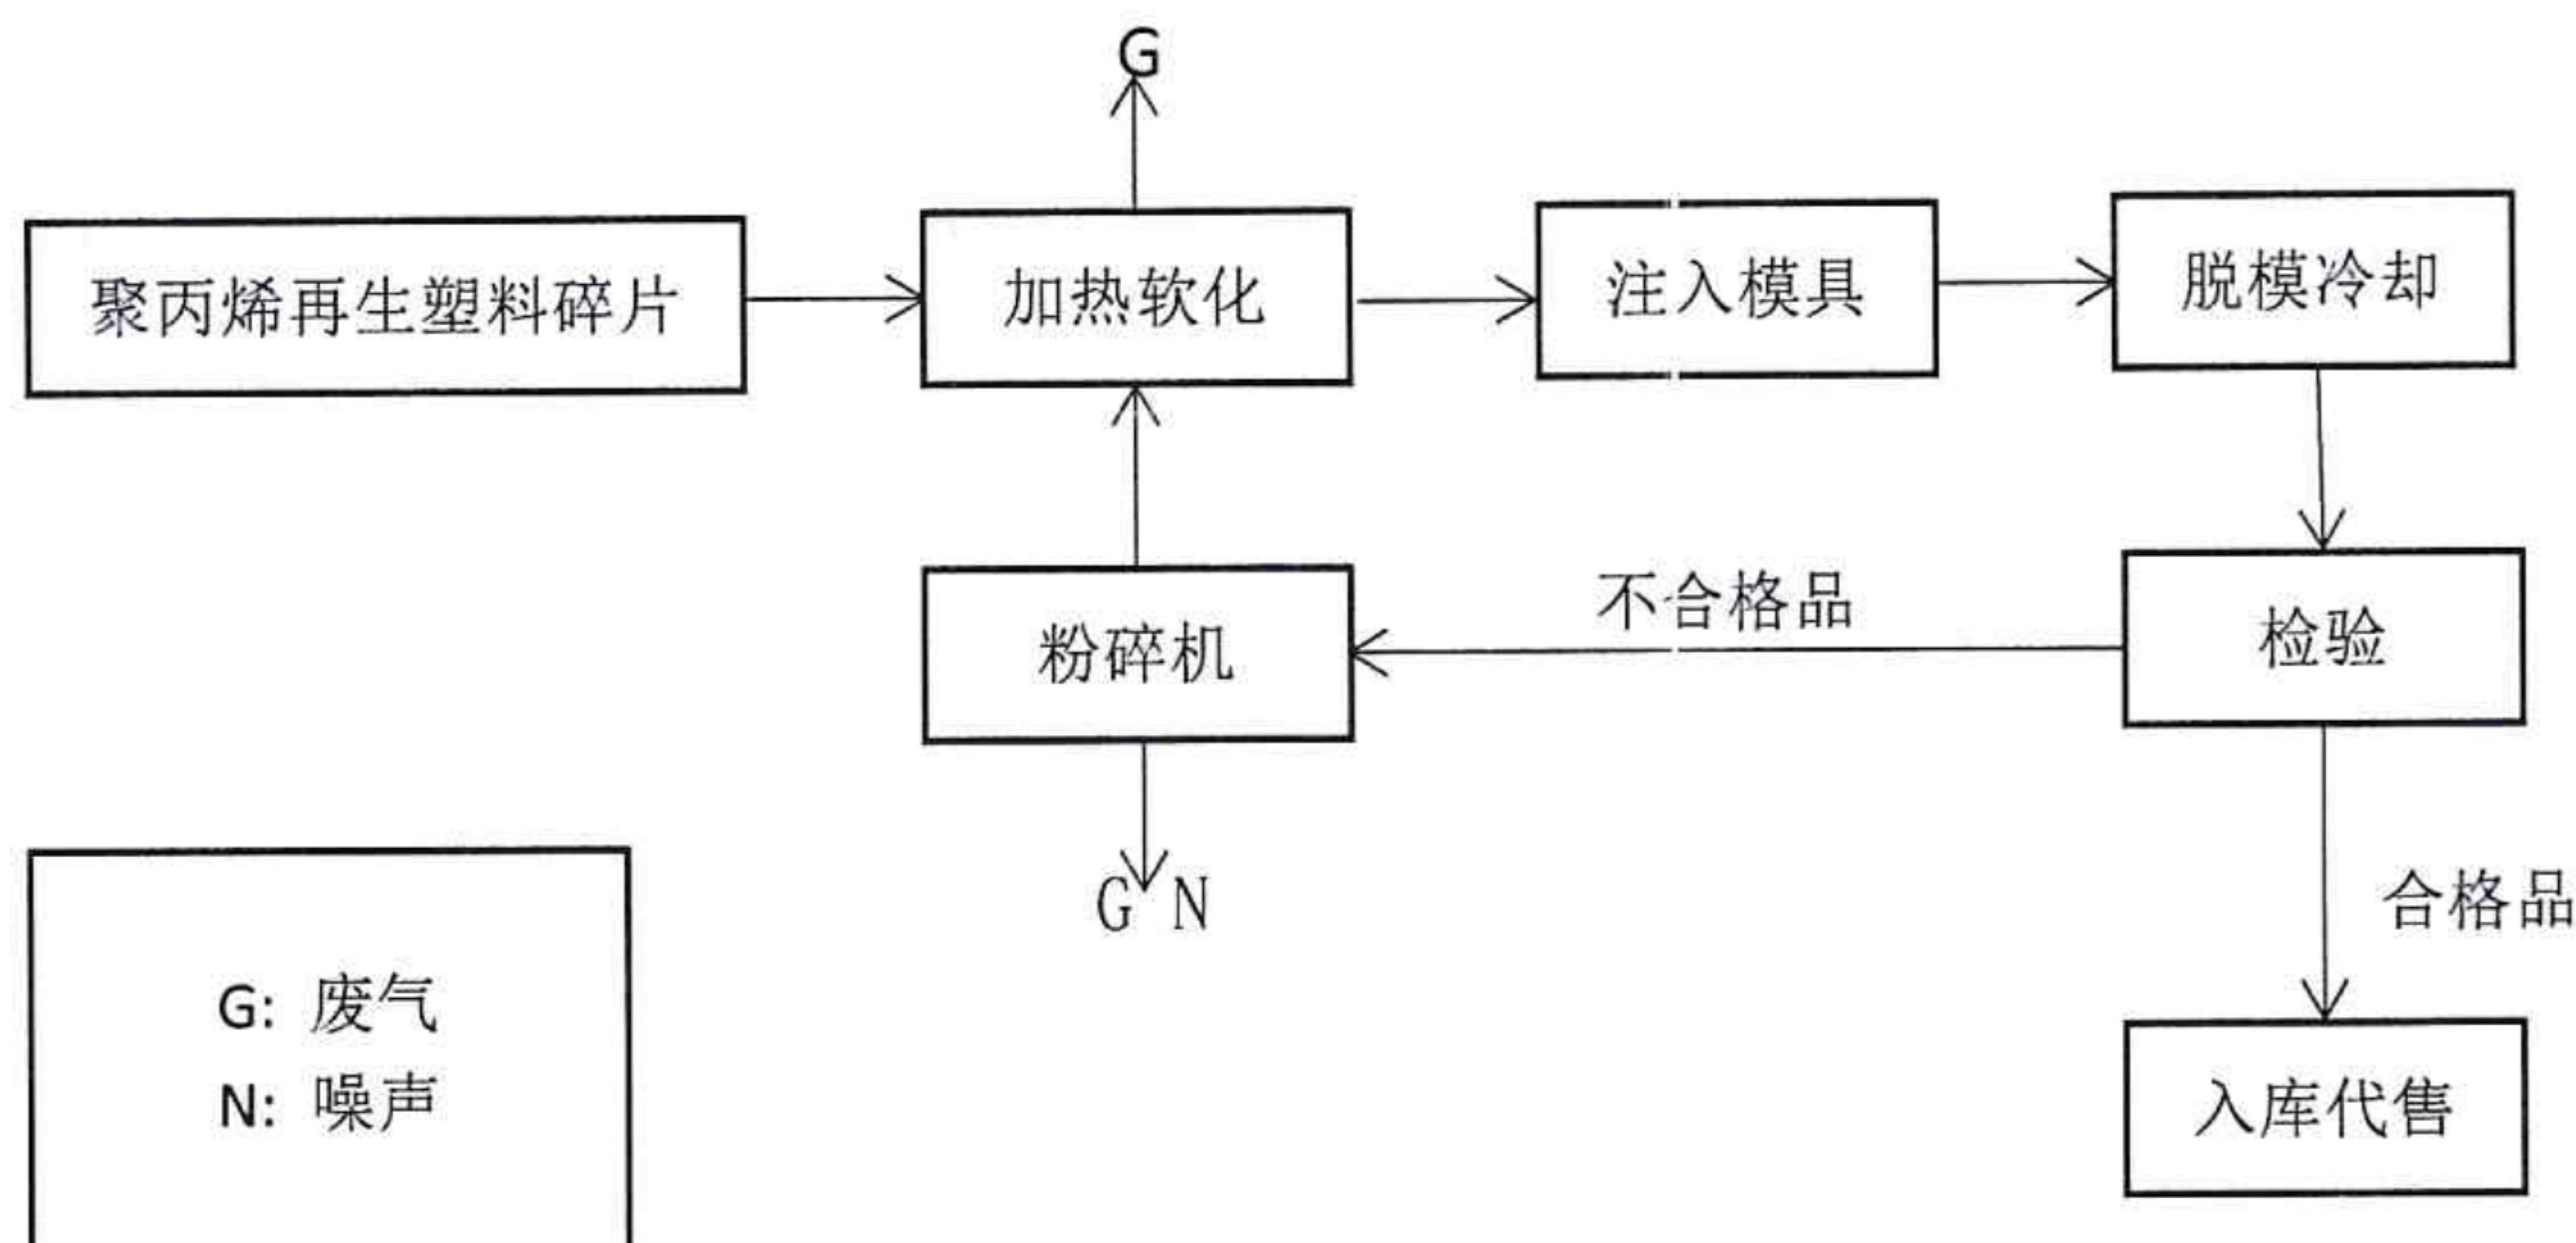 G
聚丙烯再生塑料碎片
加热软化
注入模具
脱模冷却
粉碎机
不合格品
检验
G N
合格品
G: 废气
N: 噪声
入库代售